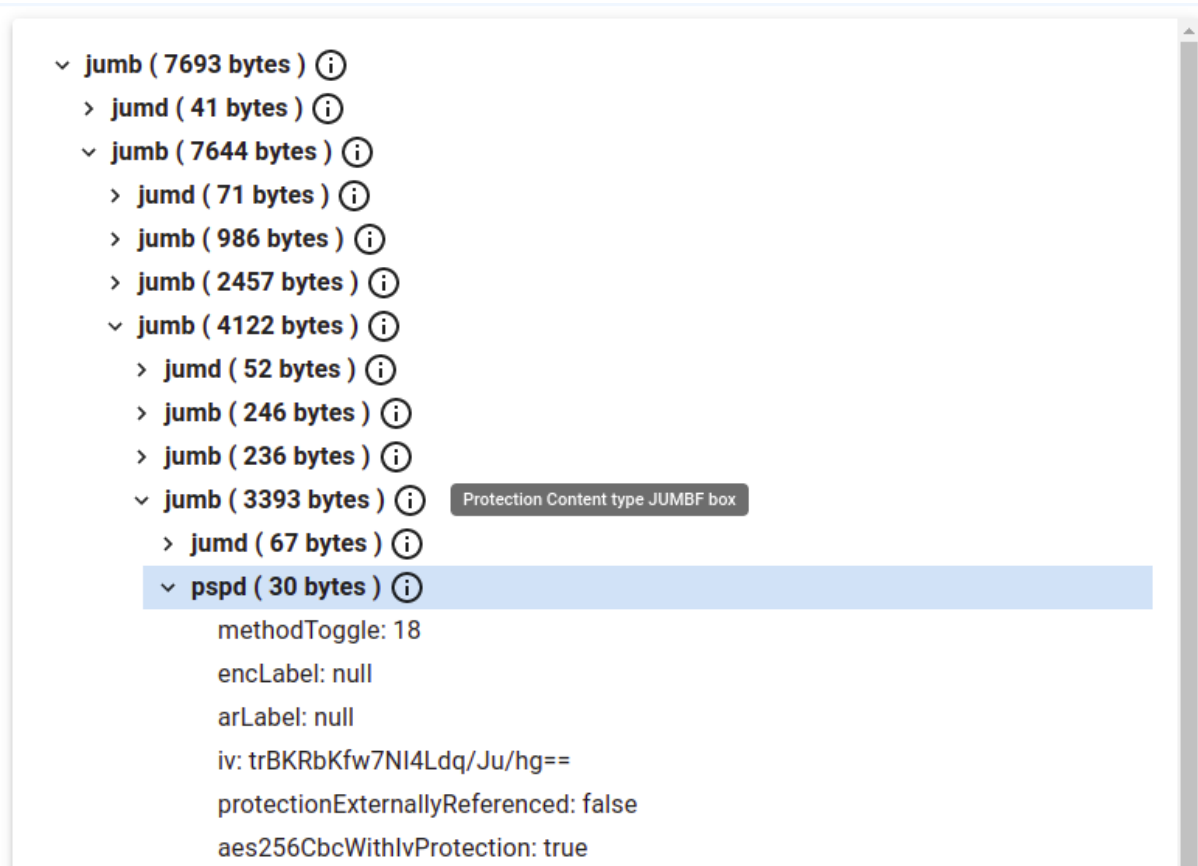 jumb ( 7693 bytes )
jumd ( 41 bytes )
jumb ( 7644 bytes )
jumd ( 71 bytes )
jumb ( 986 bytes )
jumb ( 2457 bytes )
jumb ( 4122 bytes )
jumd ( 52 bytes )
jumb ( 246 bytes )
jumb ( 236 bytes )
jumb ( 3393 bytes ) Protection Content type JUMBF box
jumd ( 67 bytes )
pspd ( 30 bytes )
methodToggle: 18
encLabel: null
arLabel: null
iv: trBKRbKfw7NI4Ldq/Ju/hg==
protectionExternallyReferenced: false
aes256CbcWithIvProtection: true